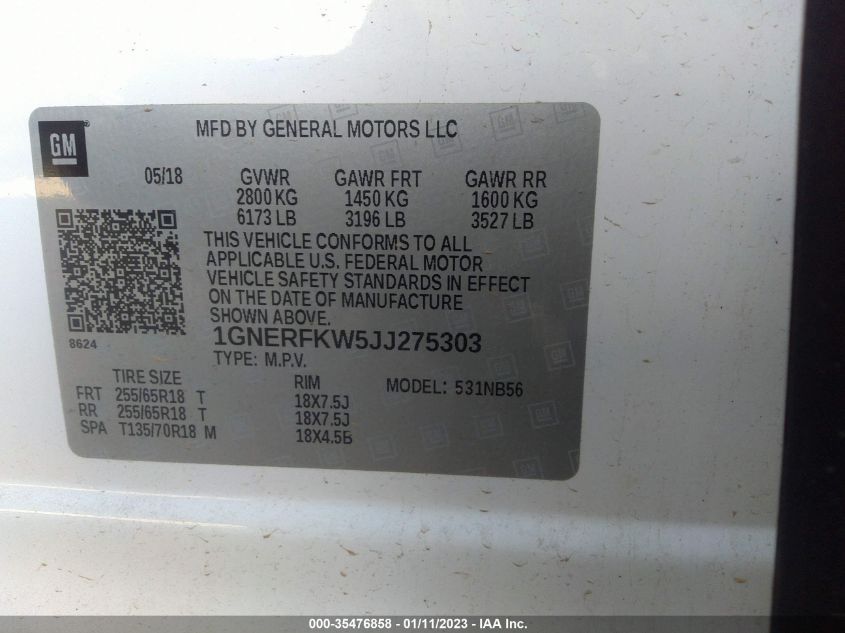 GM
MFD BY GENERAL MOTORS LLC
05/18 GVWR GAWR FRT GAWR RR
2800 KG 1450 KG 1600 KG
6173 LB 3196 LB 3527 LB
THIS VEHICLE CONFORMS TO ALL
APPLICABLE U.S. FEDERAL MOTOR
VEHICLE SAFETY STANDARDS IN EFFECT
ON THE DATE OF MANUFACTURE
SHOWN ABOVE.
8624
1GNERFKW5JJ275303
TYPE: M.P.V.
TIRE SIZE RIM MODEL: 531NB56
FRT 255/65R18 T 18X7.5J
RR 255/65R18 T 18X7.5J
SPA T135/70R18 M 18X4.5B
000-35476858 - 01/11/2023 - IAA Inc.